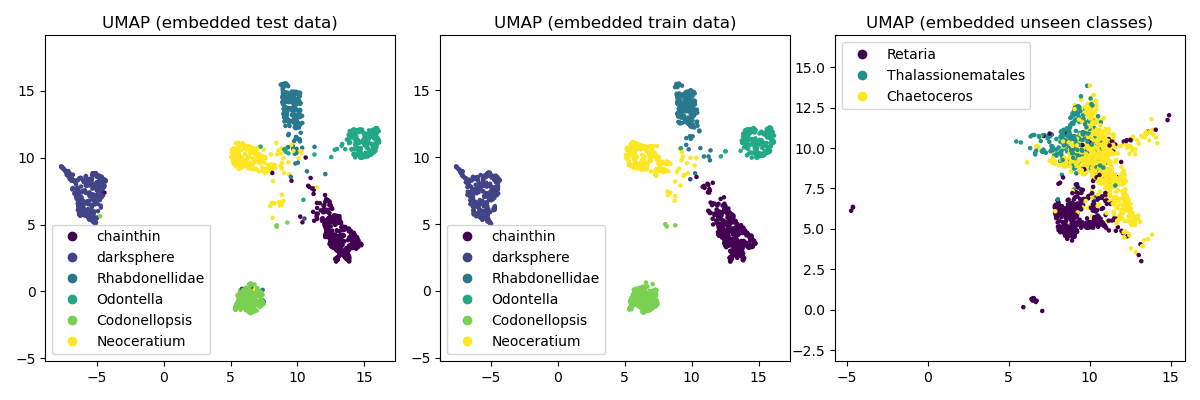 UMAP (embedded test data)
15
10
5
0
−5
−5
0
5
10
15
chainthin
darksphere
Rhabdonellidae
Odontella
Codonellopsis
Neoceratium
UMAP (embedded train data)
15
10
5
0
−5
−5
0
5
10
15
chainthin
darksphere
Rhabdonellidae
Odontella
Codonellopsis
Neoceratium
UMAP (embedded unseen classes)
15.0
12.5
10.0
7.5
5.0
2.5
0.0
−2.5
−5
0
5
10
15
Retaria
Thalassionematales
Chaetoceros